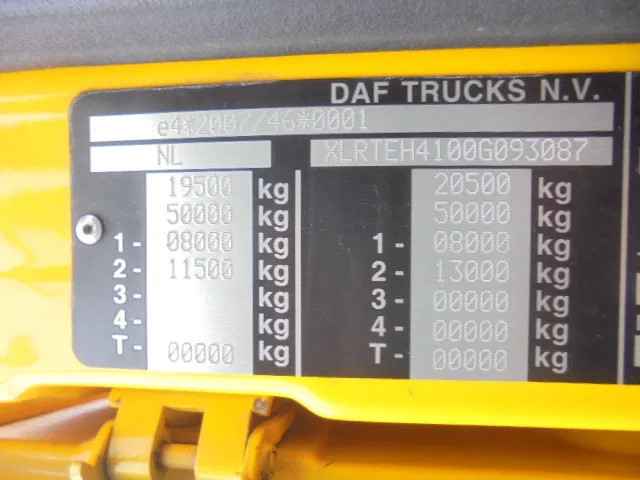 DAF TRUCKS N.V.
e4*2007/46*0001
NL XLRTEH4100G093087
19500 kg 20500 kg
50000 kg 50000 kg
1- 08000 kg 1- 08000 kg
2- 11500 kg 2- 13000 kg
3- kg 3- 00000 kg
4- kg 4- 00000 kg
T- 00000 kg T- 00000 kg